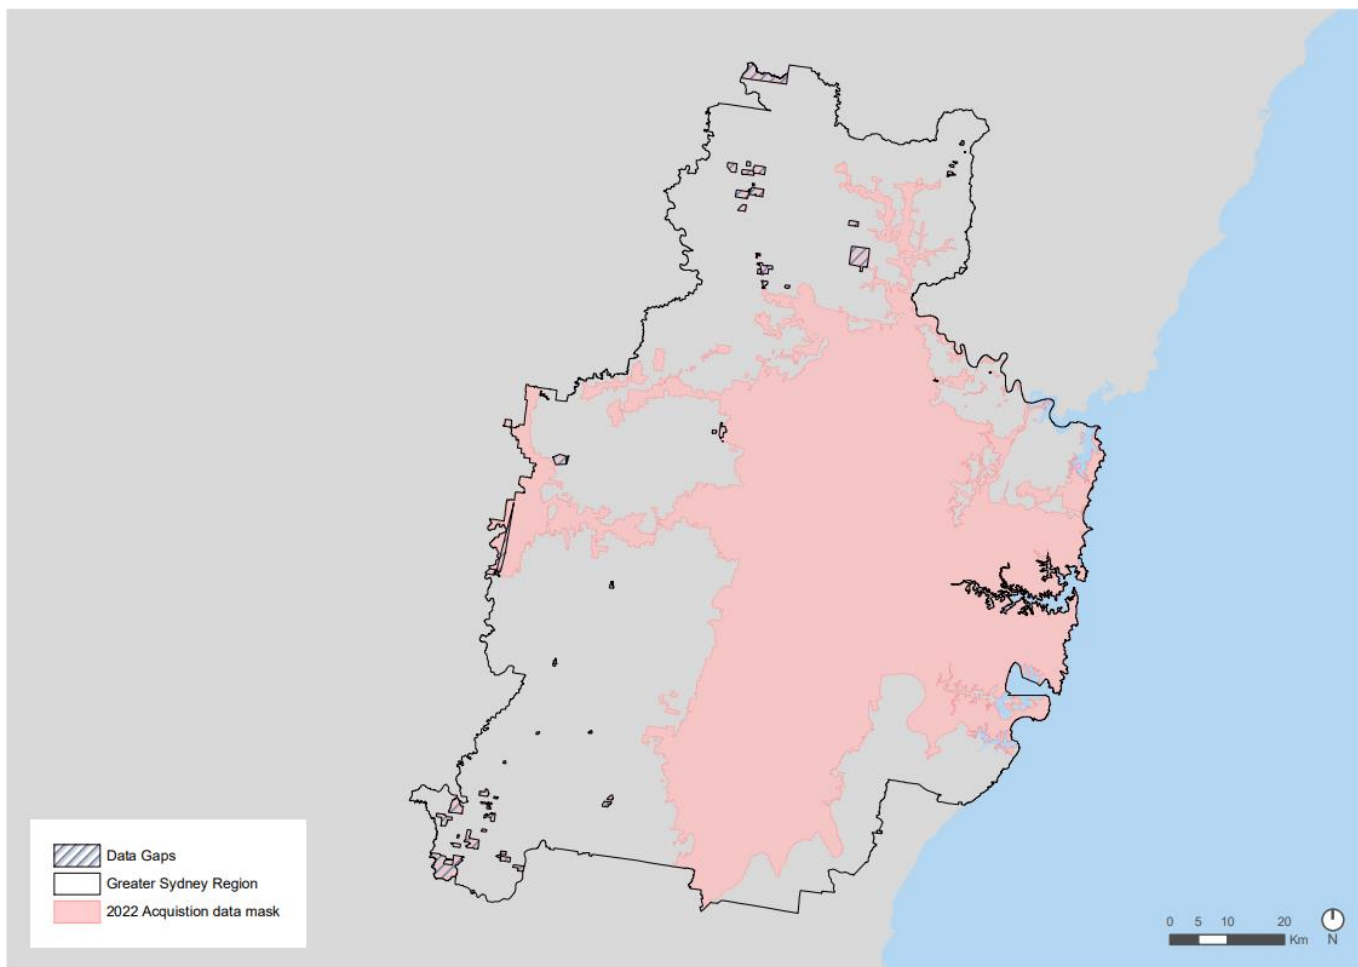 Data Gaps
Greater Sydney Region
2022 Acquistion data mask
0 5 10 20
Km
N